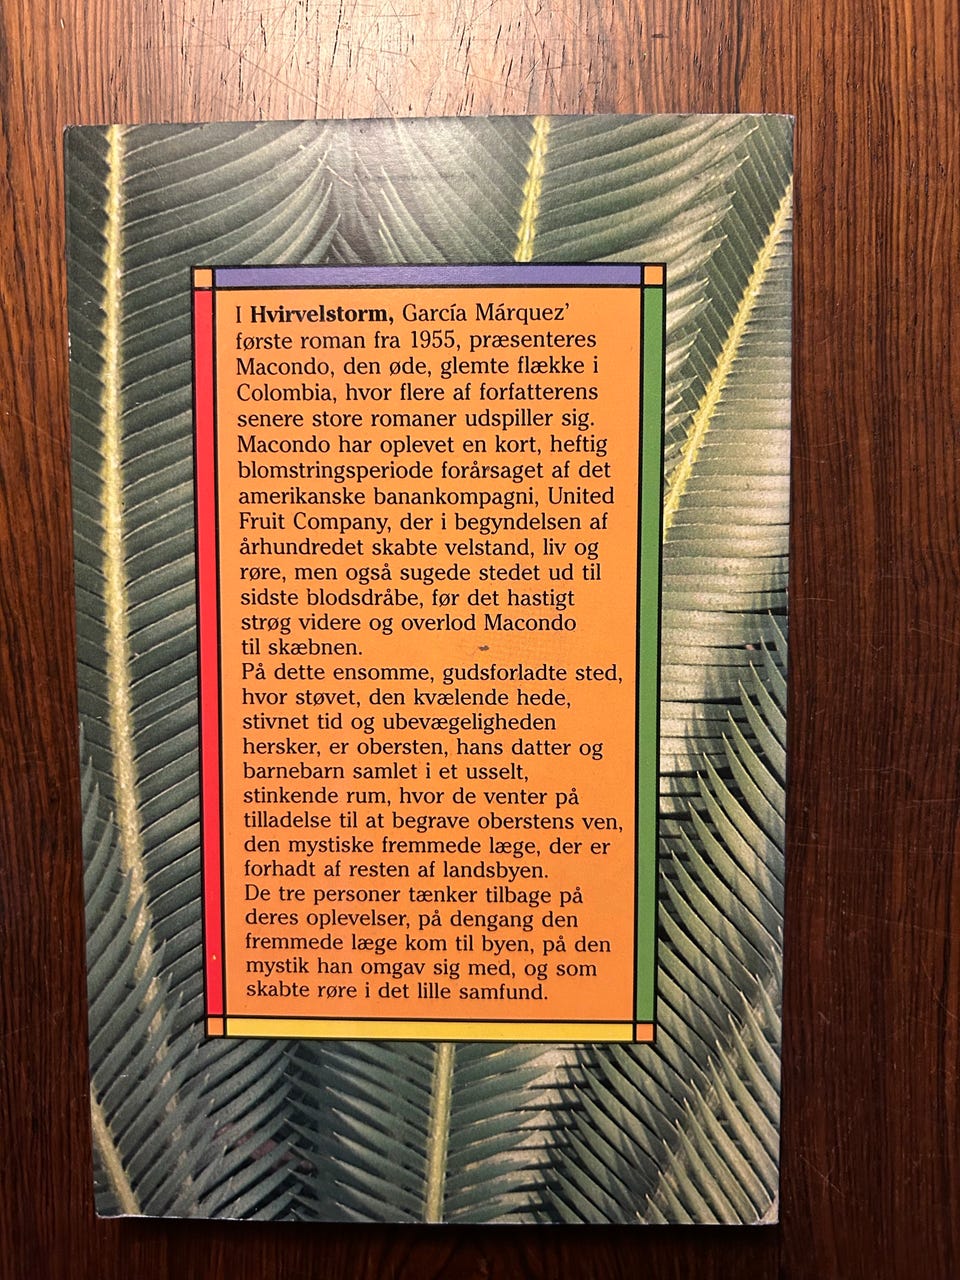 I Hvirvelstorm, García Márquez'
første roman fra 1955, præsenteres
Macondo, den øde, glemte flække i
Colombia, hvor flere af forfatterens
senere store romaner udspiller sig.
Macondo har oplevet en kort, heftig
blomstringsperiode forårsaget af det
amerikanske banankompagni, United
Fruit Company, der i begyndelsen af
århundredet skabte velstand, liv og
røre, men også sugede stedet ud til
sidste blodsdråbe, før det hastigt
strøg videre og overlod Macondo
til skæbnen.
På dette ensomme, gudsforladte sted,
hvor støvet, den kvælende hede,
stivnet tid og ubevægeligheden
hersker, er obersten, hans datter og
barnebarn samlet i et usselt,
stinkende rum, hvor de venter på
tilladelse til at begrave oberstens ven,
den mystiske fremmede læge, der er
forhadt af resten af landsbyen.
De tre personer tænker tilbage på
deres oplevelser, på dengang den
fremmede læge kom til byen, på den
mystik han omgav sig med, og som
skabte røre i det lille samfund.